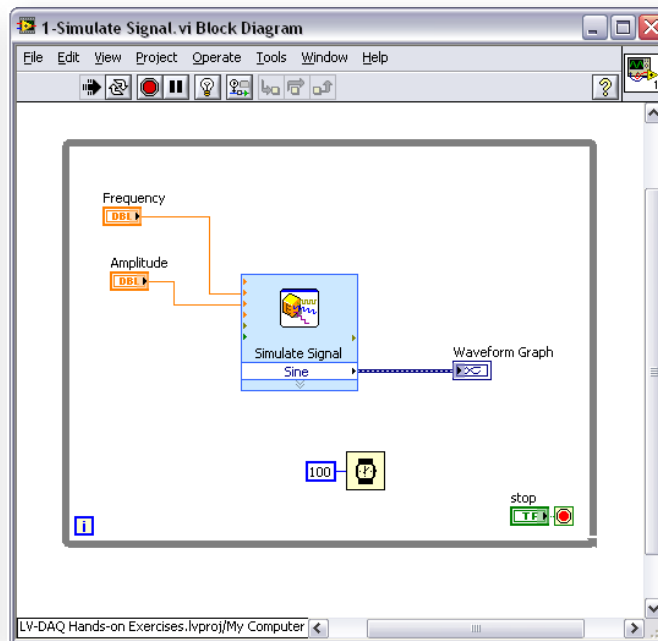 1-Simulate Signal.vi Block Diagram
File Edit View Project Operate Tools Window Help
?
1
Frequency
DBL
Amplitude
DBL
Simulate Signal
Sine
Waveform Graph
100
stop
TF
i
LV-DAQ Hands-on Exercises.lvproj/My Computer